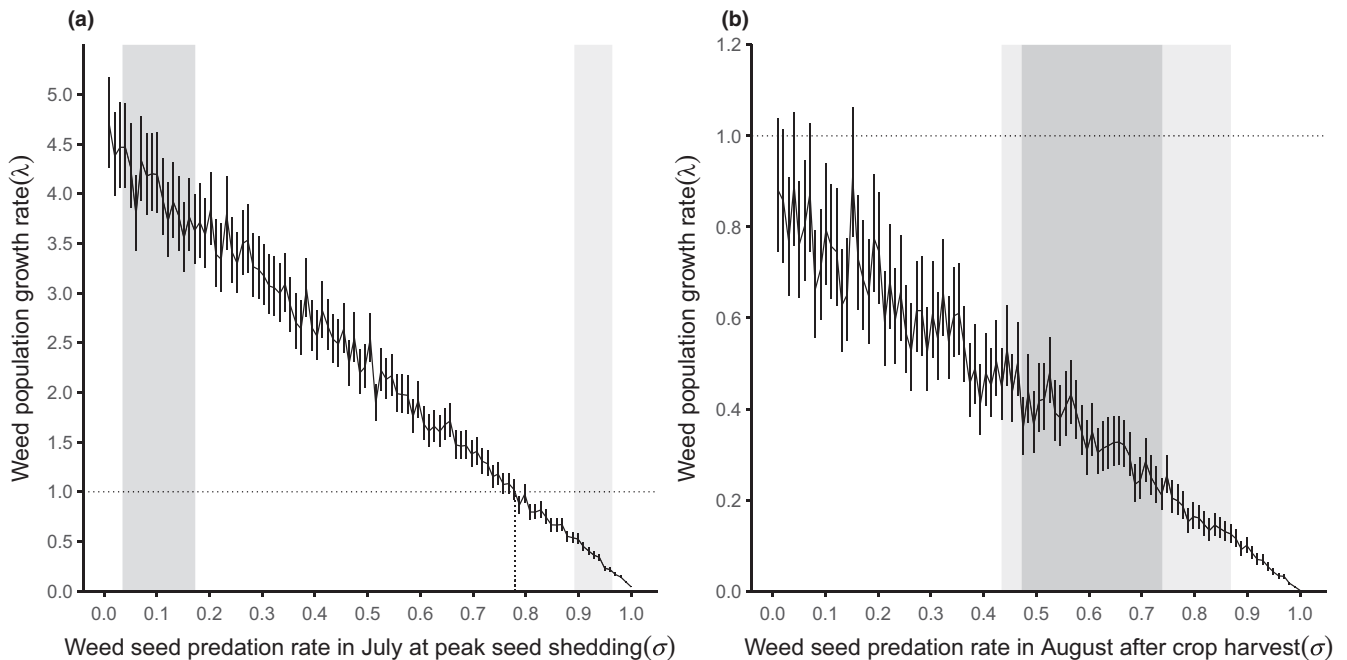 (a)
Weed population growth rate(λ)
5.0
4.5
4.0
3.5
3.0
2.5
2.0
1.5
1.0
0.5
0.0
0.0 0.1 0.2 0.3 0.4 0.5 0.6 0.7 0.8 0.9 1.0
Weed seed predation rate in July at peak seed shedding(σ)
(b)
Weed population growth rate(λ)
1.2
1.0
0.8
0.6
0.4
0.2
0.0
0.0 0.1 0.2 0.3 0.4 0.5 0.6 0.7 0.8 0.9 1.0
Weed seed predation rate in August after crop harvest(σ)